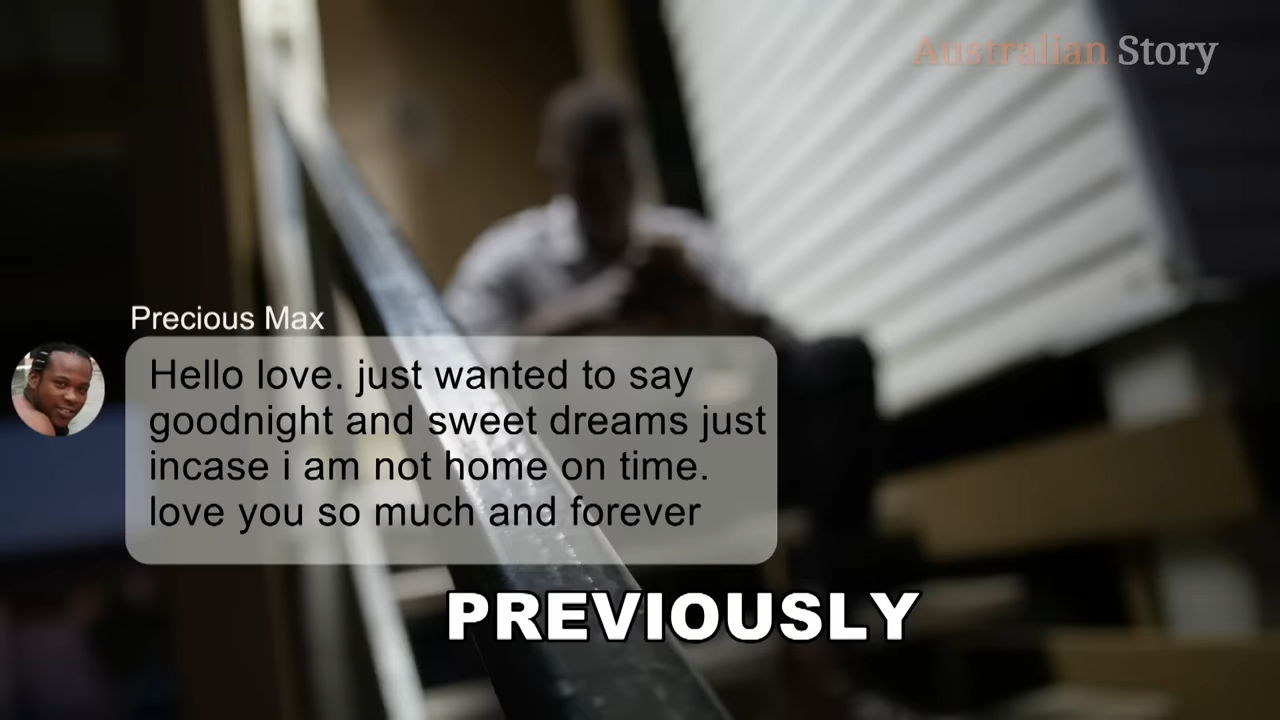 Australian Story
Precious Max
Hello love. just wanted to say
goodnight and sweet dreams just
incase i am not home on time.
love you so much and forever
PREVIOUSLY